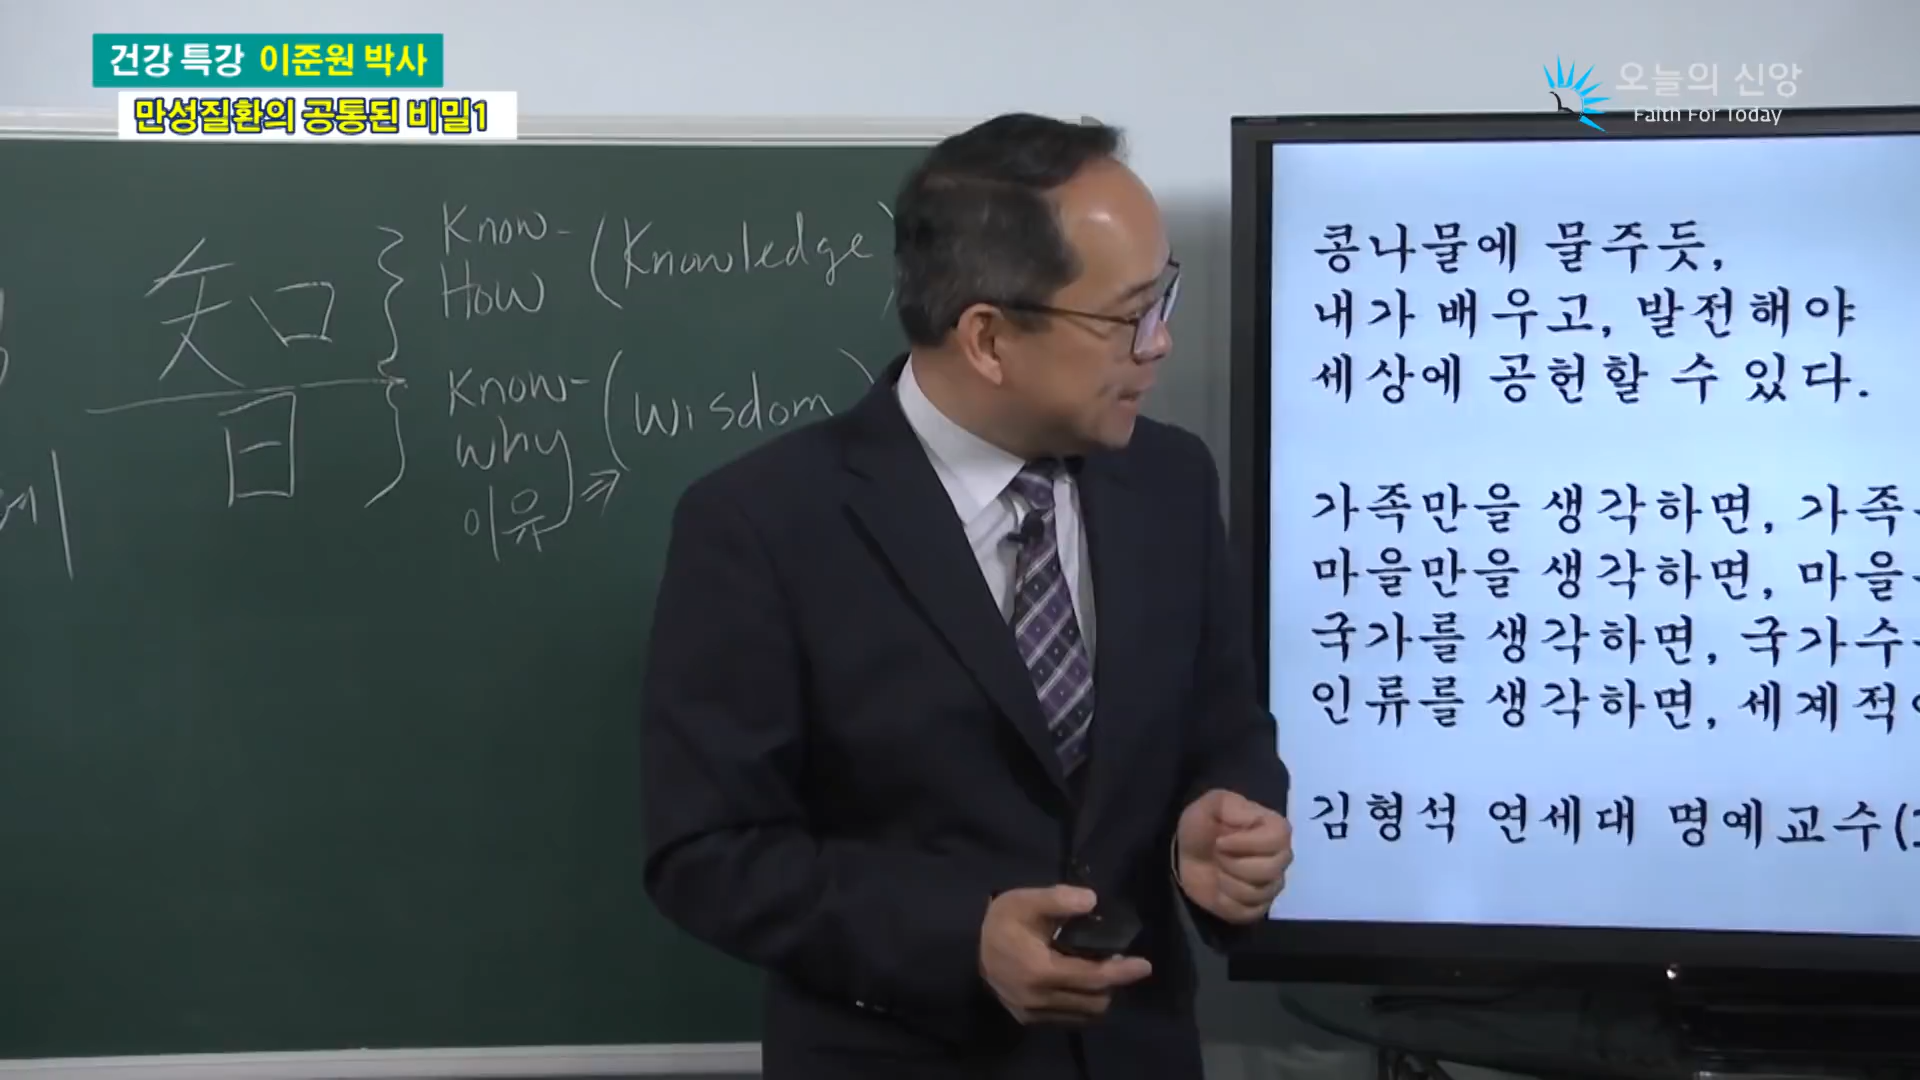 건강 특강 이준원 박사
만성질환의 공통된 비밀1
오늘의 신앙
Faith For Today
知
日
Know-
How
(Knowledge
Know-
why
이유
(Wisdom)
콩나물에 물주듯,
내가 배우고, 발전해야
세상에 공헌할 수 있다.
가족만을 생각하면, 가족
마을만을 생각하면, 마을
국가를 생각하면, 국가수
인류를 생각하면, 세계적
김형석 연세대 명예교수(